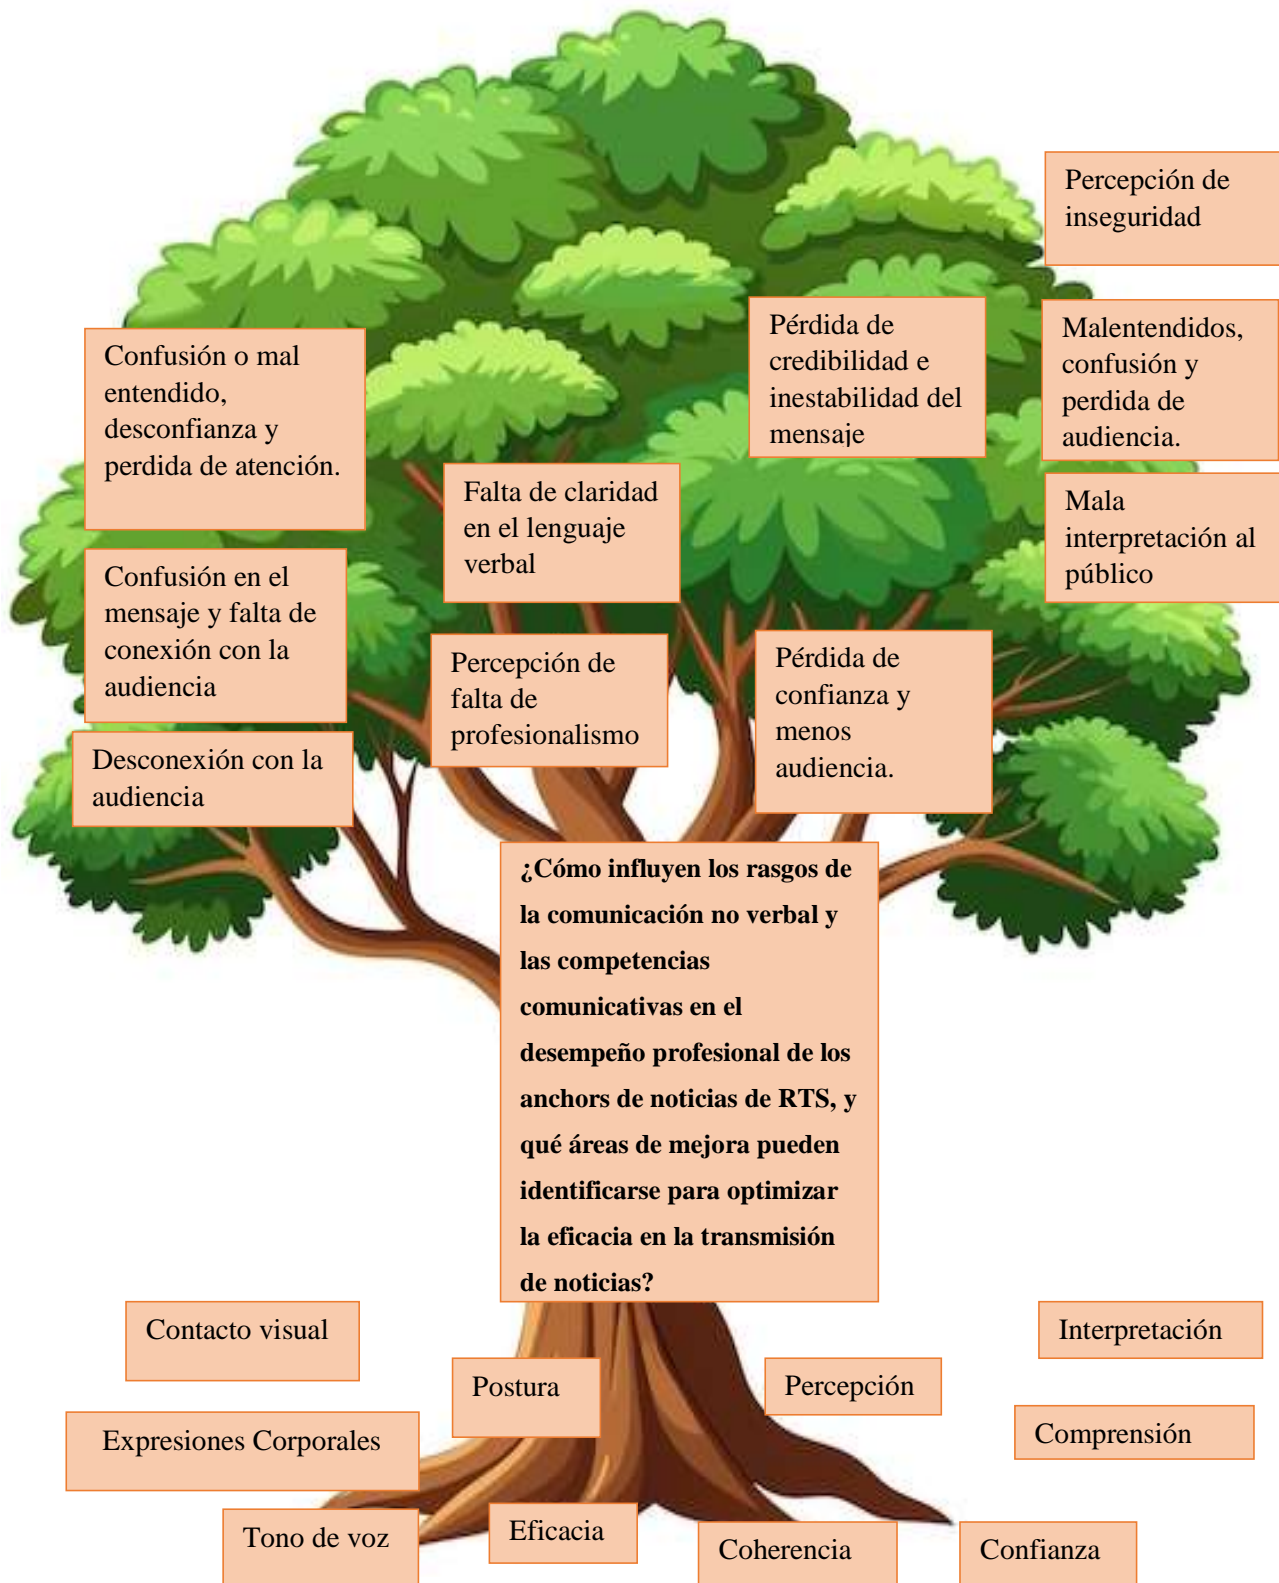 Percepción de
inseguridad
Confusión o mal
entendido,
desconfianza y
perdida de atención.
Pérdida de
credibilidad e
inestabilidad del
mensaje
Malentendidos,
confusión y
perdida de
audiencia.
Falta de claridad
en el lenguaje
verbal
Mala
interpretación al
público
Confusión en el
mensaje y falta de
conexión con la
audiencia
Percepción de
falta de
profesionalismo
Pérdida de
confianza y
menos
audiencia.
Desconexión con la
audiencia
¿Cómo influyen los rasgos de
la comunicación no verbal y
las competencias
comunicativas en el
desempeño profesional de los
anchors de noticias de RTS, y
qué áreas de mejora pueden
identificarse para optimizar
la eficacia en la transmisión
de noticias?
Contacto visual
Interpretación
Postura
Percepción
Expresiones Corporales
Comprensión
Tono de voz
Eficacia
Coherencia
Confianza